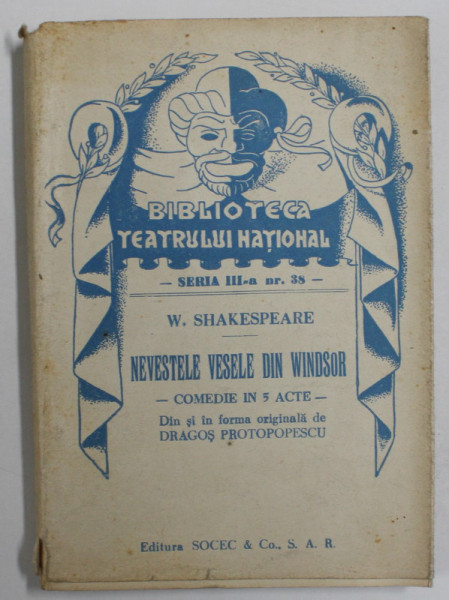 BIBLIOTECA
TEATRULUI NAȚIONAL
— SERIA III-a nr. 38 —
W. SHAKESPEARE
NEVESTELE VESELE DIN WINDSOR
— COMEDIE IN 5 ACTE —
Din și în forma originală de
DRAGOȘ PROTOPOPESCU
Editura SOCEC & Co., S. A. R.